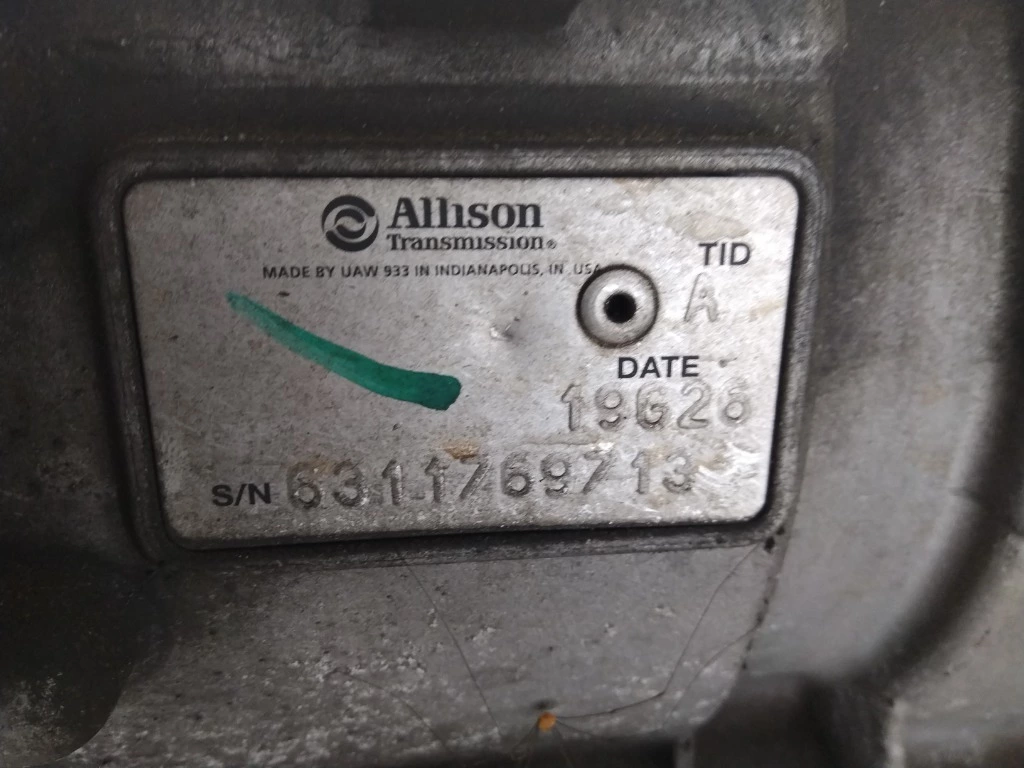 Allison
Transmission®
MADE BY UAW 933 IN INDIANAPOLIS, IN USA
TID
A
DATE
19G26
S/N 6311769713